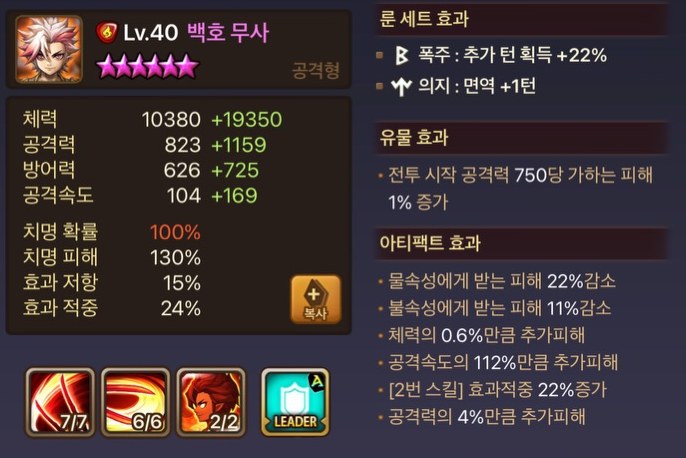 Lv.40 백호 무사
공격형
체력 10380 +19350
공격력 823 +1159
방어력 626 +725
공격속도 104 +169
치명 확률 100%
치명 피해 130%
효과 저항 15%
효과 적중 24%
복사
7/7 6/6 2/2 A LEADER
룬 세트 효과
폭주 : 추가 턴 획득 +22%
의지 : 면역 +1턴
유물 효과
• 전투 시작 공격력 750당 가하는 피해
1% 증가
아티팩트 효과
• 물속성에게 받는 피해 22%감소
• 불속성에게 받는 피해 11%감소
• 체력의 0.6%만큼 추가피해
• 공격속도의 112%만큼 추가피해
• [2번 스킬] 효과적중 22%증가
• 공격력의 4%만큼 추가피해